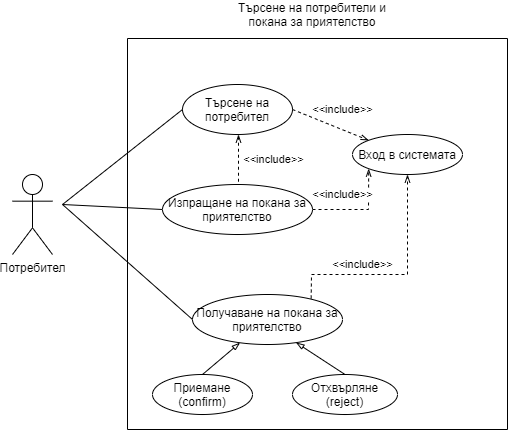 Търсене на потребители и
покана за приятелство
Търсене на
потребител
<<include>>
Вход в системата
<<include>>
Изпращане на покана за
приятелство
<<include>>
Потребител
<<include>>
Получаване на покана за
приятелство
Приемане
(confirm)
Отхвърляне
(reject)